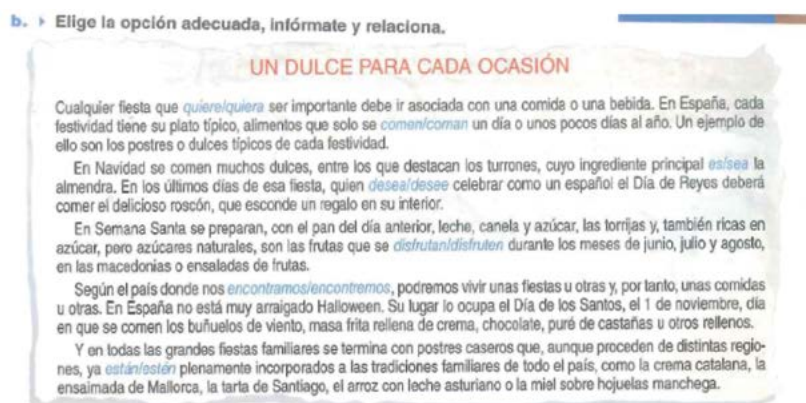 b. Elige la opción adecuada, infórmate y relaciona.
UN DULCE PARA CADA OCASIÓN
Cualquier fiesta que quiere/quiera ser importante debe ir asociada con una comida o una bebida. En España, cada
festividad tiene su plato típico, alimentos que solo se comen/coman un día o unos pocos días al año. Un ejemplo de
ello son los postres o dulces típicos de cada festividad.
En Navidad se comen muchos dulces, entre los que destacan los turrones, cuyo ingrediente principal es/sea la
almendra. En los últimos días de esa fiesta, quien desea/desee celebrar como un español el Día de Reyes deberá
comer el delicioso roscón, que esconde un regalo en su interior.
En Semana Santa se preparan, con el pan del día anterior, leche, canela y azúcar, las torrijas y, también ricas en
azúcar, pero azúcares naturales, son las frutas que se disfrutan/disfruten durante los meses de junio, julio y agosto,
en las macedonias o ensaladas de frutas.
Según el país donde nos encontramos/encontremos, podremos vivir unas fiestas u otras y, por tanto, unas comidas
u otras. En España no está muy arraigado Halloween. Su lugar lo ocupa el Día de los Santos, el 1 de noviembre, día
en que se comen los buñuelos de viento, masa frita rellena de crema, chocolate, puré de castañas u otros rellenos.
Y en todas las grandes fiestas familiares se termina con postres caseros que, aunque proceden de distintas regio-
nes, ya están/estén plenamente incorporados a las tradiciones familiares de todo el país, como la crema catalana, la
ensaimada de Mallorca, la tarta de Santiago, el arroz con leche asturiano o la miel sobre hojuelas manchega.